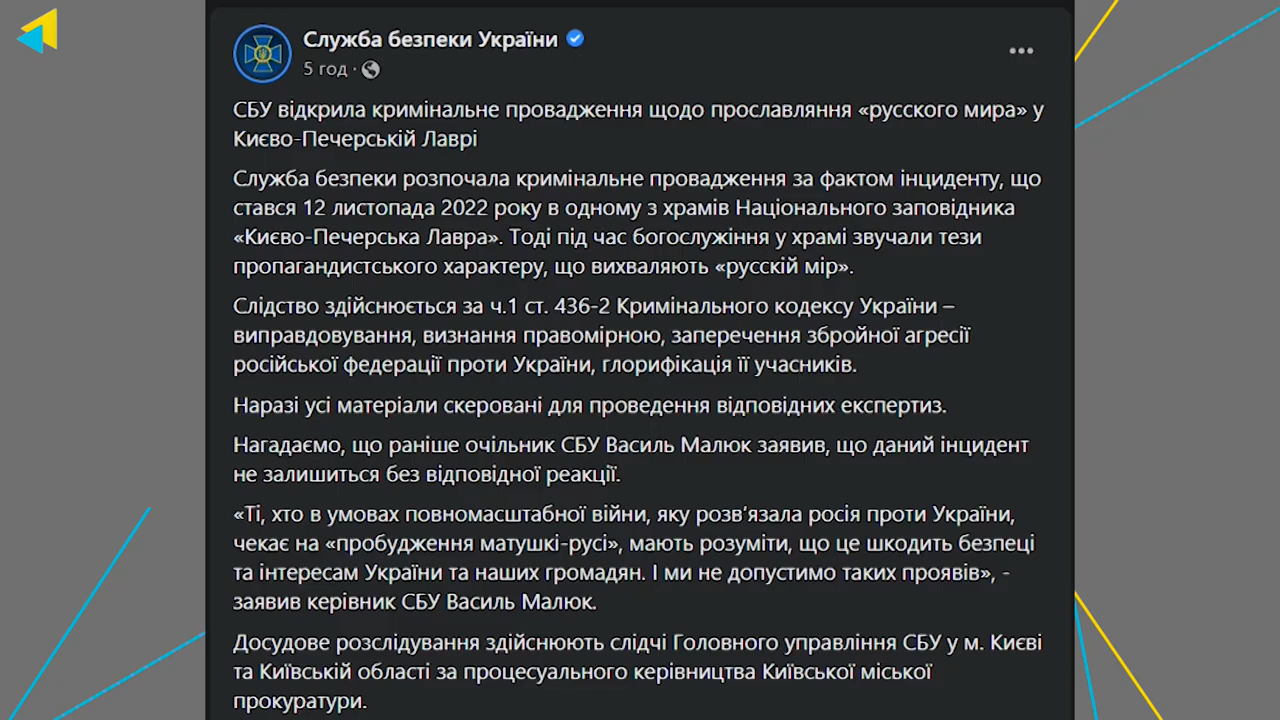 Служба безпеки України
5 год ·
СБУ відкрила кримінальне провадження щодо прославляння «русского мира» у
Києво-Печерській Лаврі
Служба безпеки розпочала кримінальне провадження за фактом інциденту, що
стався 12 листопада 2022 року в одному з храмів Національного заповідника
«Києво-Печерська Лавра». Тоді під час богослужіння у храмі звучали тези
пропагандистського характеру, що вихваляють «русскій мір».
Слідство здійснюється за ч.1 ст. 436-2 Кримінального кодексу України –
виправдовування, визнання правомірною, заперечення збройної агресії
російської федерації проти України, глорифікація її учасників.
Наразі усі матеріали скеровані для проведення відповідних експертиз.
Нагадаємо, що раніше очільник СБУ Василь Малюк заявив, що даний інцидент
не залишиться без відповідної реакції.
«Ті, хто в умовах повномасштабної війни, яку розв’язала росія проти України,
чекає на «пробудження матушкі-русі», мають розуміти, що це шкодить безпеці
та інтересам України та наших громадян. І ми не допустимо таких проявів», -
заявив керівник СБУ Василь Малюк.
Досудове розслідування здійснюють слідчі Головного управління СБУ у м. Києві
та Київській області за процесуального керівництва Київської міської
прокуратури.